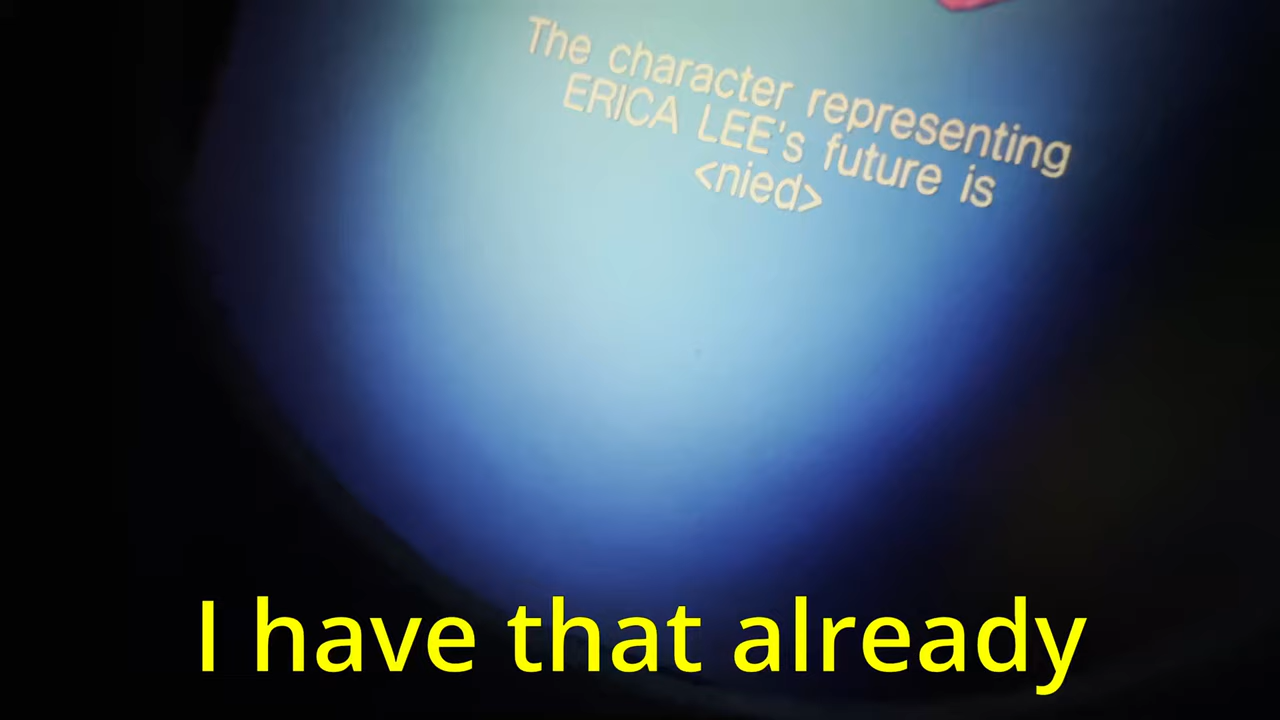 The character representing
ERICA LEE's future is
<nied>
I have that already